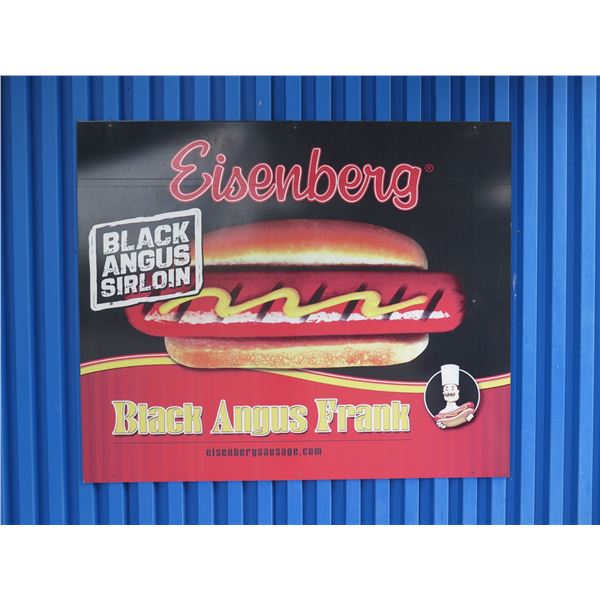 Eisenberg®
BLACK
ANGUS
SIRLOIN
Black Angus Frank
eisenbergsausage.com